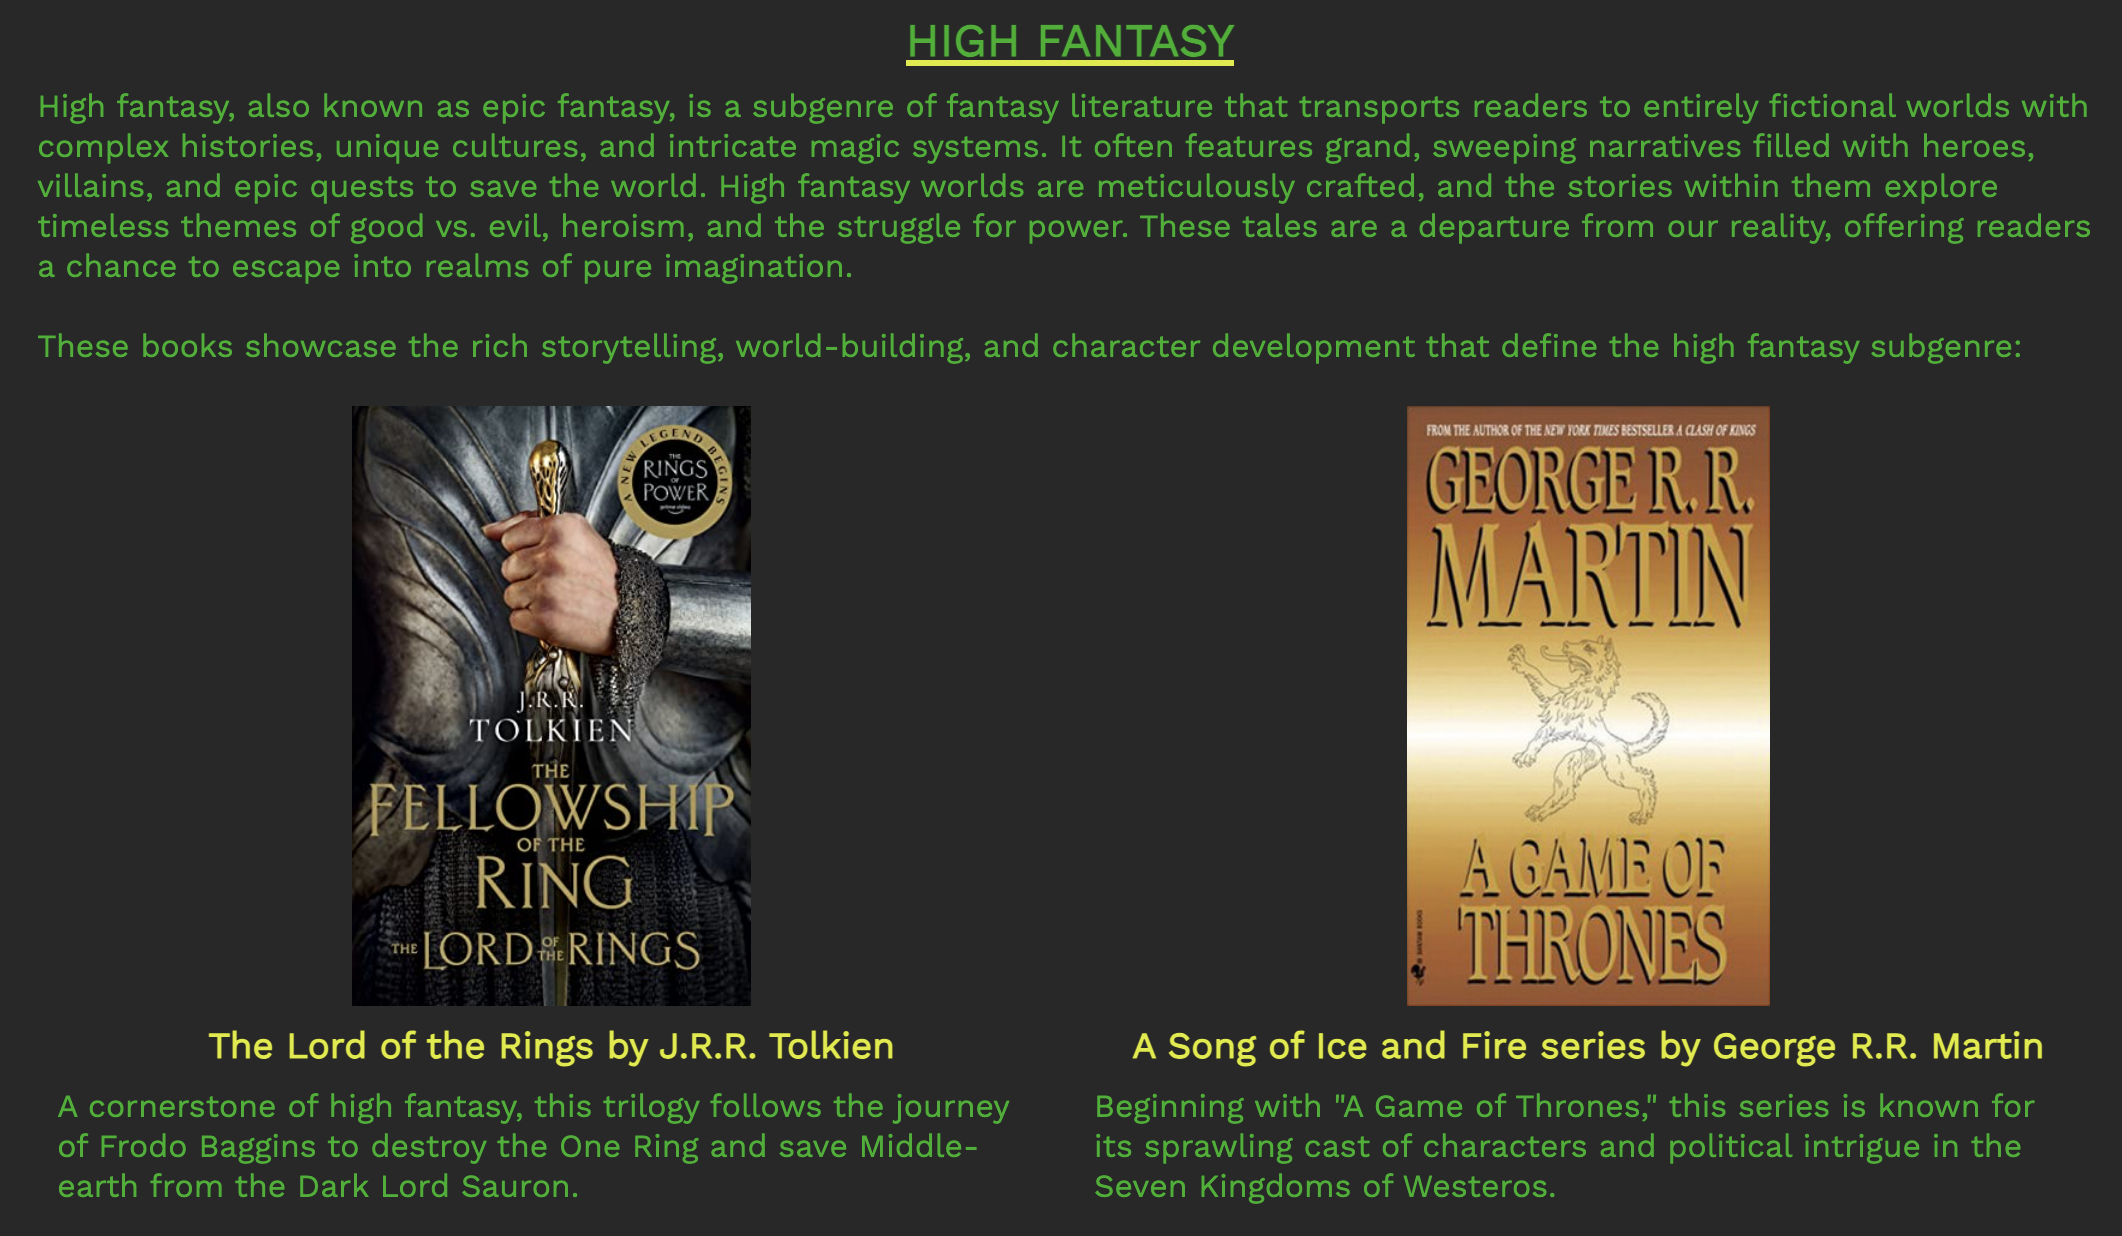 HIGH FANTASY
High fantasy, also known as epic fantasy, is a subgenre of fantasy literature that transports readers to entirely fictional worlds with
complex histories, unique cultures, and intricate magic systems. It often features grand, sweeping narratives filled with heroes,
villains, and epic quests to save the world. High fantasy worlds are meticulously crafted, and the stories within them explore
timeless themes of good vs. evil, heroism, and the struggle for power. These tales are a departure from our reality, offering readers
a chance to escape into realms of pure imagination.
These books showcase the rich storytelling, world-building, and character development that define the high fantasy subgenre:
A NEW LEGEND BEGINS
THE
RINGS
OF
POWER
prime video
J.R.R.
TOLKIEN
THE
FELLOWSHIP
OF THE
RING
THE LORD OF THE RINGS
The Lord of the Rings by J.R.R. Tolkien
A cornerstone of high fantasy, this trilogy follows the journey
of Frodo Baggins to destroy the One Ring and save Middle-
earth from the Dark Lord Sauron.
FROM THE AUTHOR OF THE NEW YORK TIMES BESTSELLER A CLASH OF KINGS
GEORGE R. R.
MARTIN
A GAME OF
THRONES
BANTAM BOOKS
A Song of Ice and Fire series by George R.R. Martin
Beginning with "A Game of Thrones," this series is known for
its sprawling cast of characters and political intrigue in the
Seven Kingdoms of Westeros.